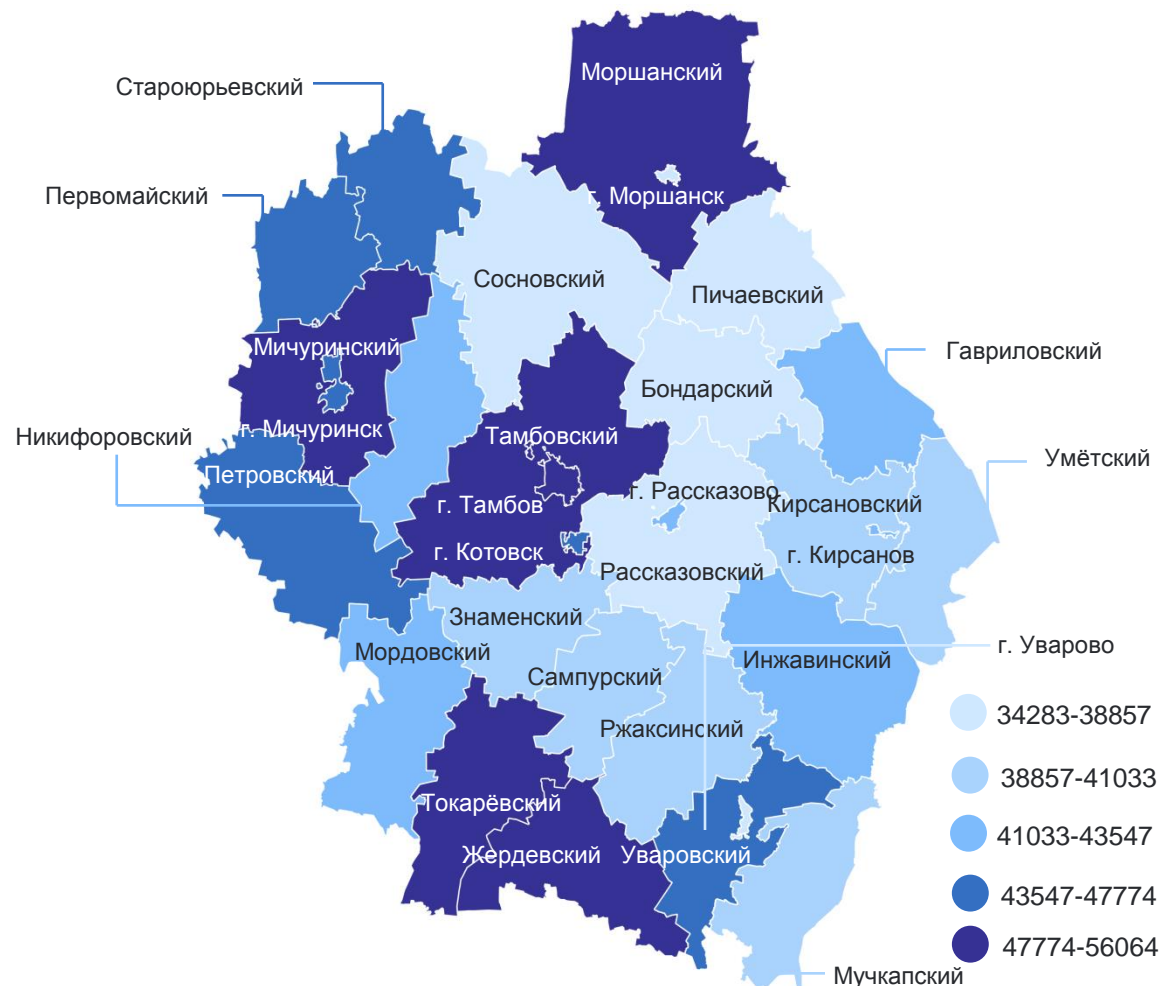 Моршанский
Староюрьевский
Первомайский
г. Моршанск
Сосновский
Пичаевский
Мичуринский
Гавриловский
Бондарский
г. Мичуринск
Никифоровский
Тамбовский
Умётский
Петровский
г. Рассказово
г. Тамбов
Кирсановский
г. Котовск
г. Кирсанов
Рассказовский
Знаменский
г. Уварово
Мордовский
Инжавинский
Сампурский
34283-38857
Ржаксинский
38857-41033
Токарёвский
41033-43547
Жердевский
Уваровский
43547-47774
47774-56064
Мучкапский